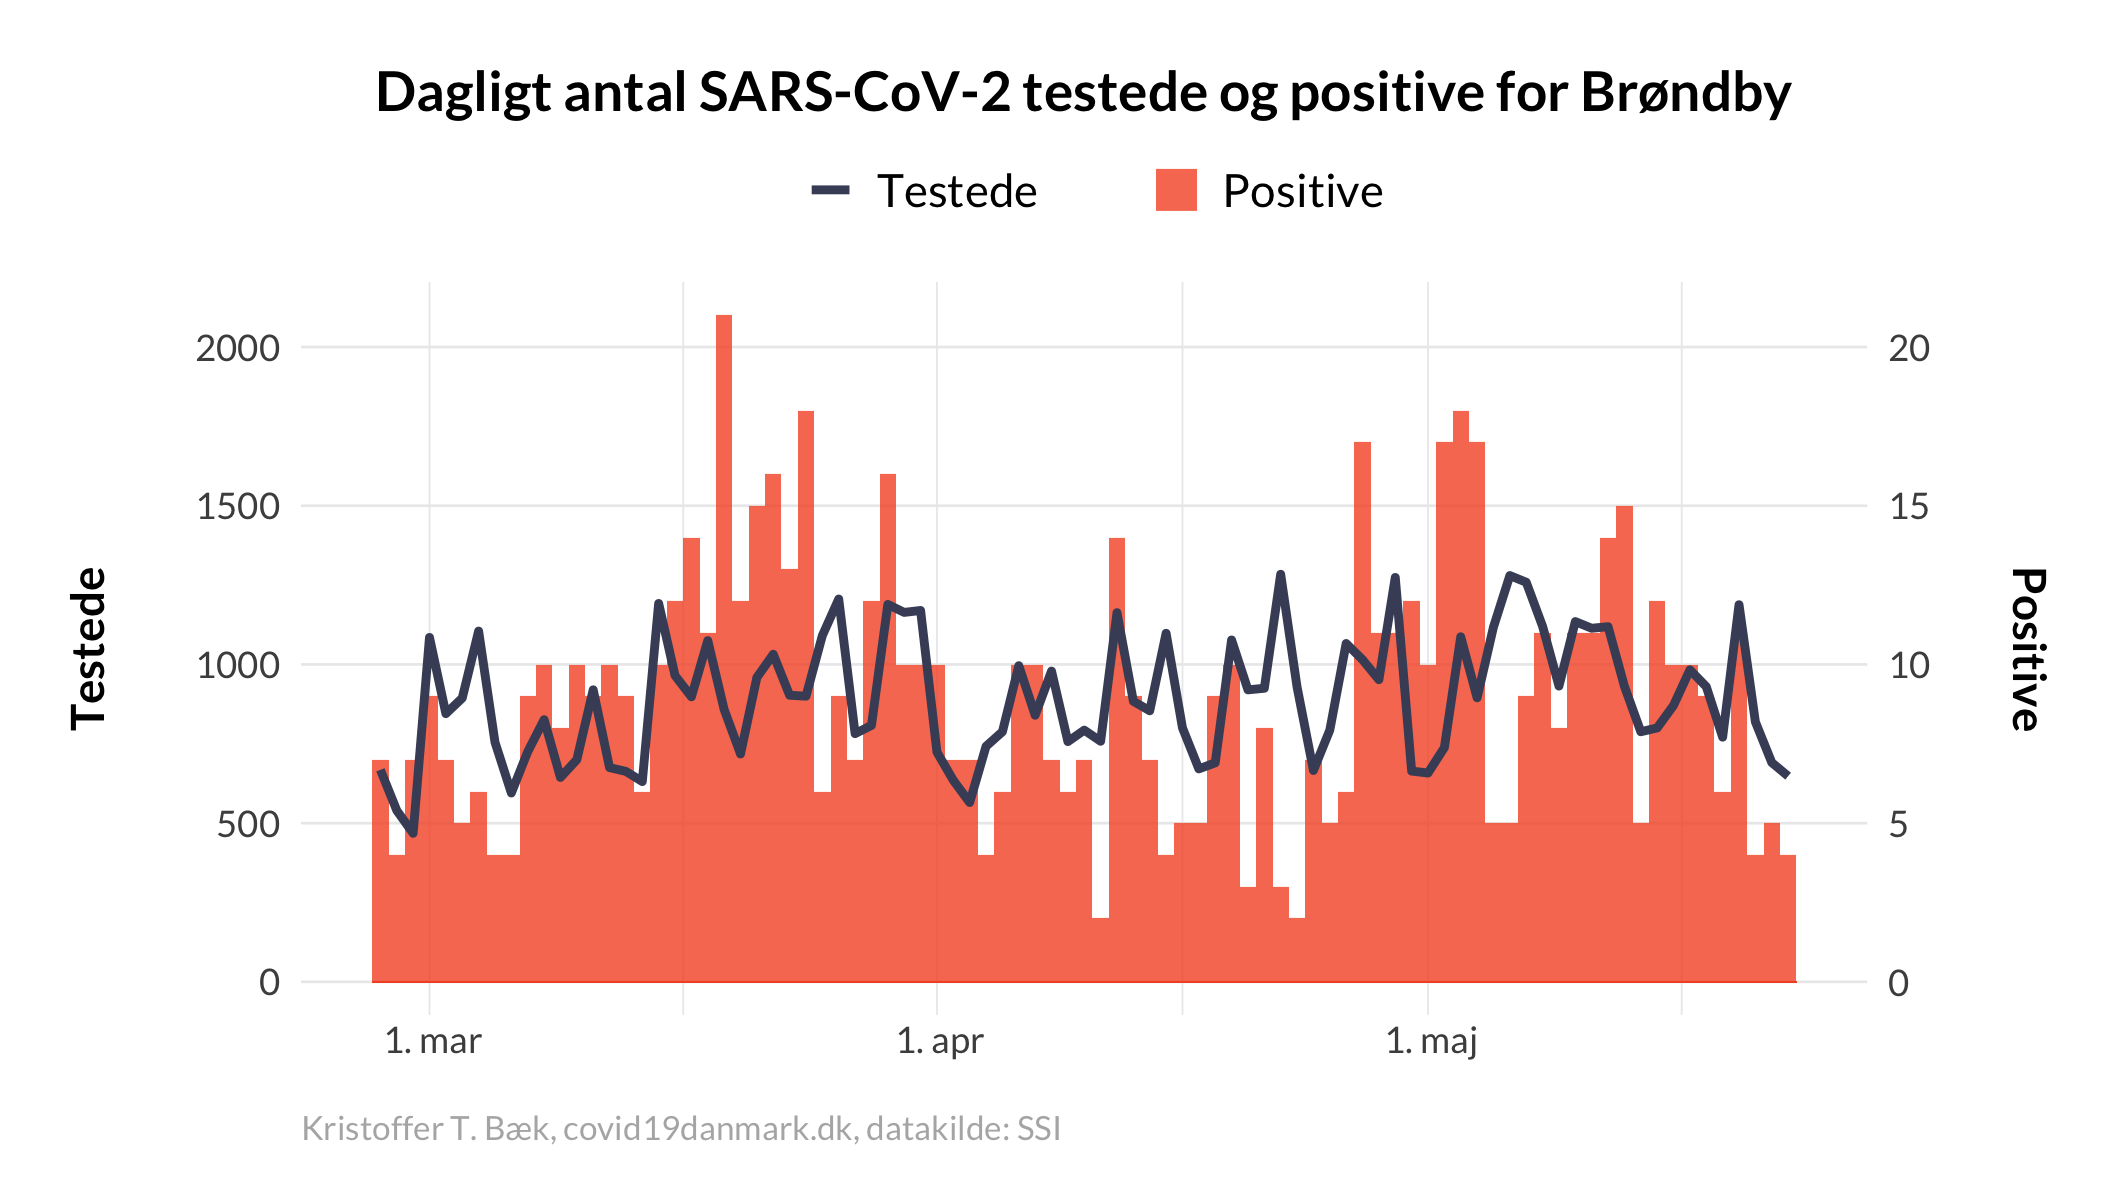 Dagligt antal SARS-CoV-2 testede og positive for Brøndby
Testede
Positive
2000
1500
1000
500
0
20
15
10
5
0
Testede
Positive
1. mar
1. apr
1. maj
Kristoffer T. Bæk, covid19danmark.dk, datakilde: SSI